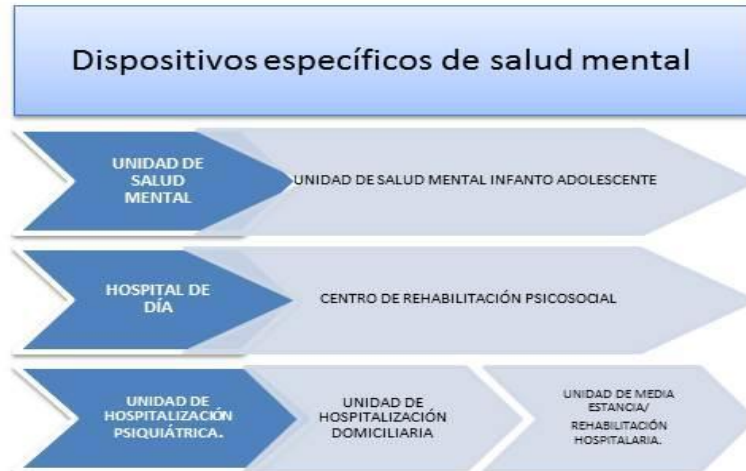 Dispositivos específicos de salud mental
UNIDAD DE
SALUD
MENTAL
UNIDAD DE SALUD MENTAL INFANTO ADOLESCENTE
HOSPITAL DE
DÍA
CENTRO DE REHABILITACIÓN PSICOSOCIAL
UNIDAD DE
HOSPITALIZACIÓN
PSIQUIÁTRICA.
UNIDAD DE
HOSPITALIZACIÓN
DOMICILIARIA
UNIDAD DE MEDIA
ESTANCIA/
REHABILITACIÓN
HOSPITALARIA.